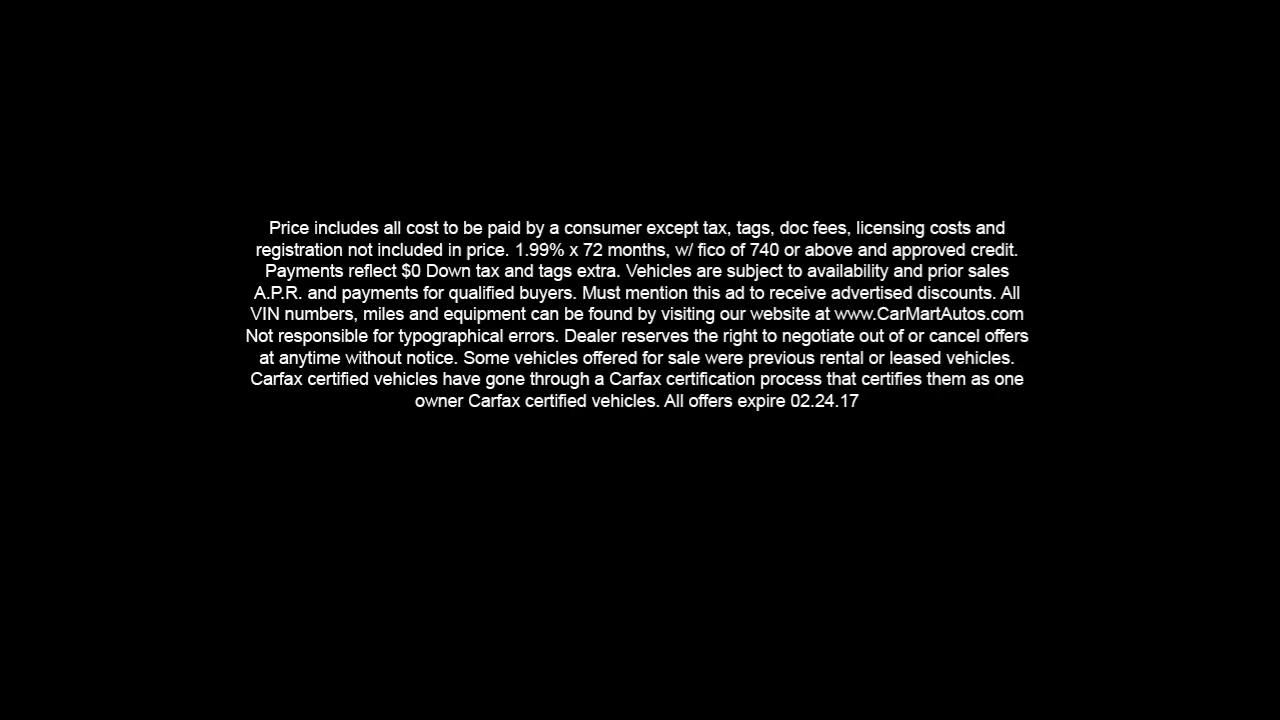 Price includes all cost to be paid by a consumer except tax, tags, doc fees, licensing costs and
registration not included in price. 1.99% x 72 months, w/ fico of 740 or above and approved credit.
Payments reflect $0 Down tax and tags extra. Vehicles are subject to availability and prior sales
A.P.R. and payments for qualified buyers. Must mention this ad to receive advertised discounts. All
VIN numbers, miles and equipment can be found by visiting our website at www.CarMartAutos.com
Not responsible for typographical errors. Dealer reserves the right to negotiate out of or cancel offers
at anytime without notice. Some vehicles offered for sale were previous rental or leased vehicles.
Carfax certified vehicles have gone through a Carfax certification process that certifies them as one
owner Carfax certified vehicles. All offers expire 02.24.17